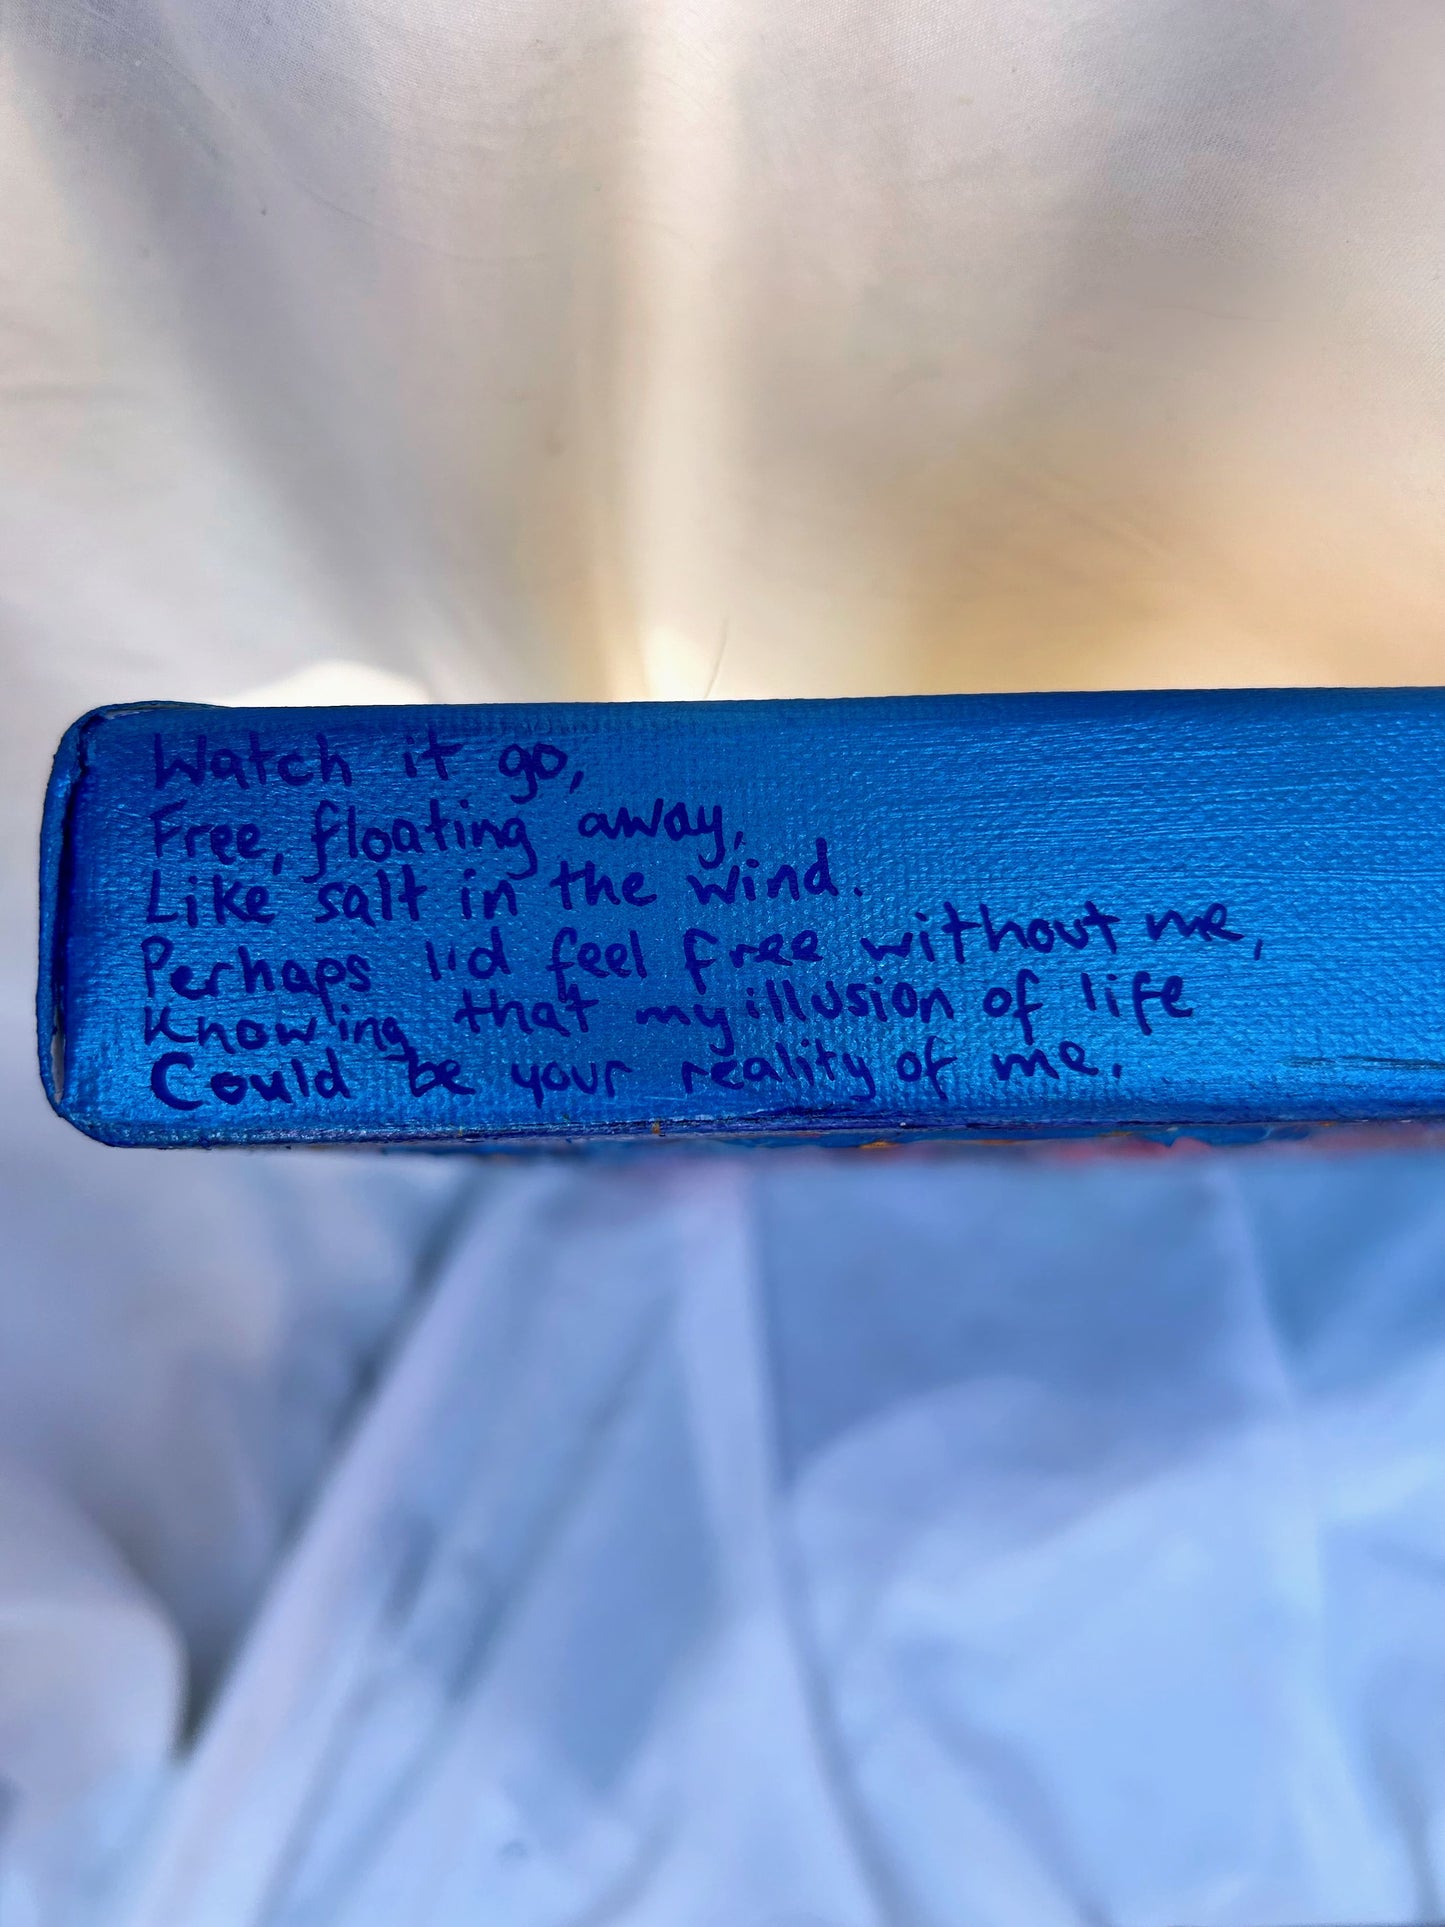 Watch it go,
Free, floating away,
Like salt in the wind.
Perhaps I'd feel free without me,
Knowing that my illusion of life
Could be your reality of me.